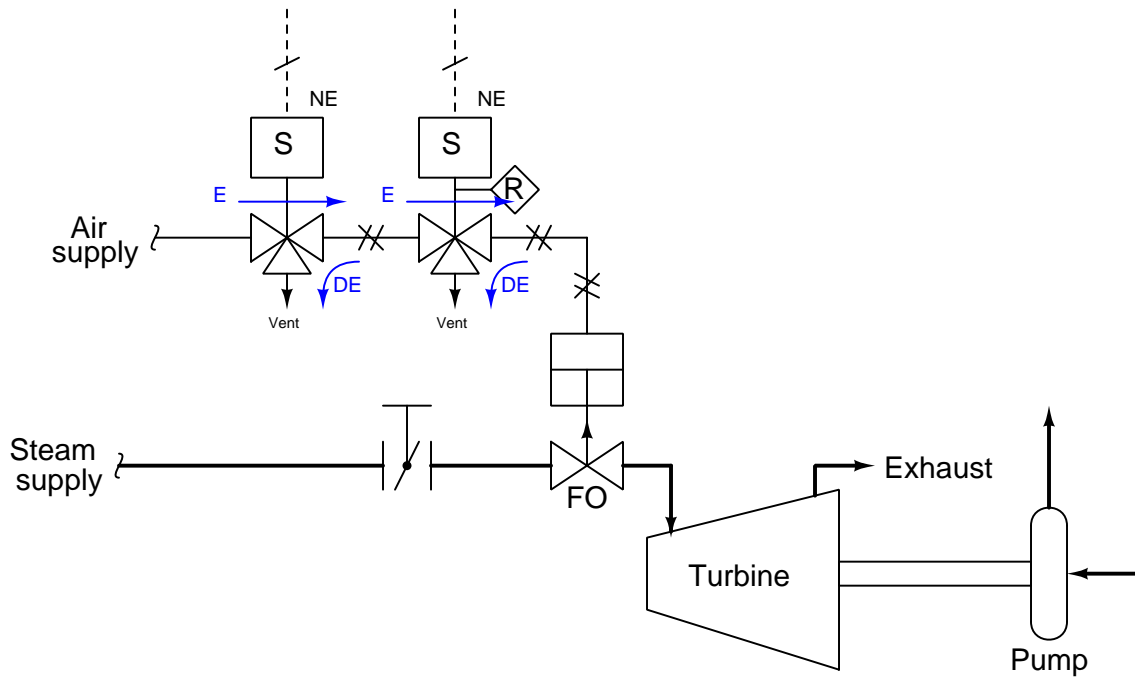 NE
NE
S
S
R
E
E
Air
supply
DE
DE
Vent
Vent
Steam
supply
FO
Exhaust
Turbine
Pump